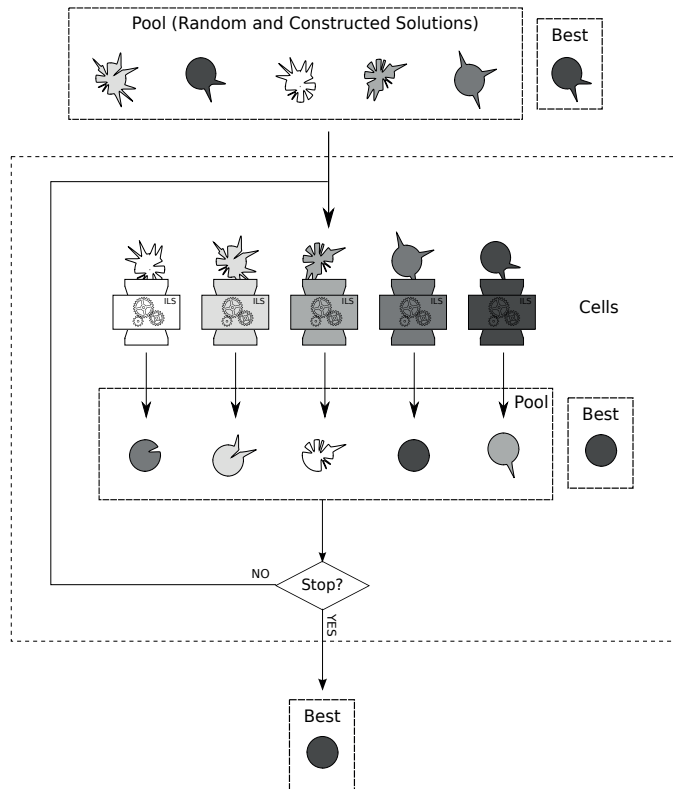 Pool (Random and Constructed Solutions)
Best
ILS
ILS
ILS
ILS
ILS
Cells
Pool
Best
NO
Stop?
YES
Best